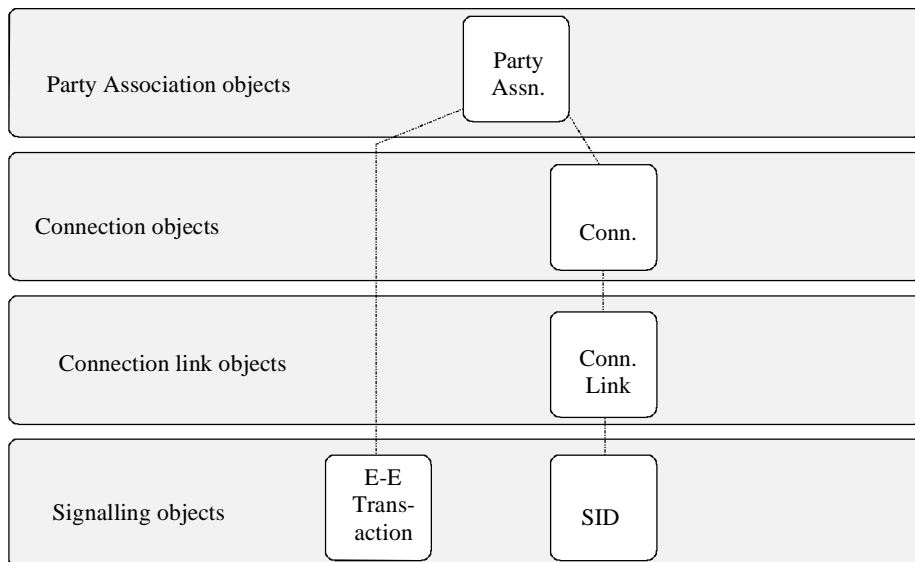 Party Association objects
Party
Assn.
Connection objects
Conn.
Connection link objects
Conn.
Link
Signalling objects
E-E
Trans-
action
SID